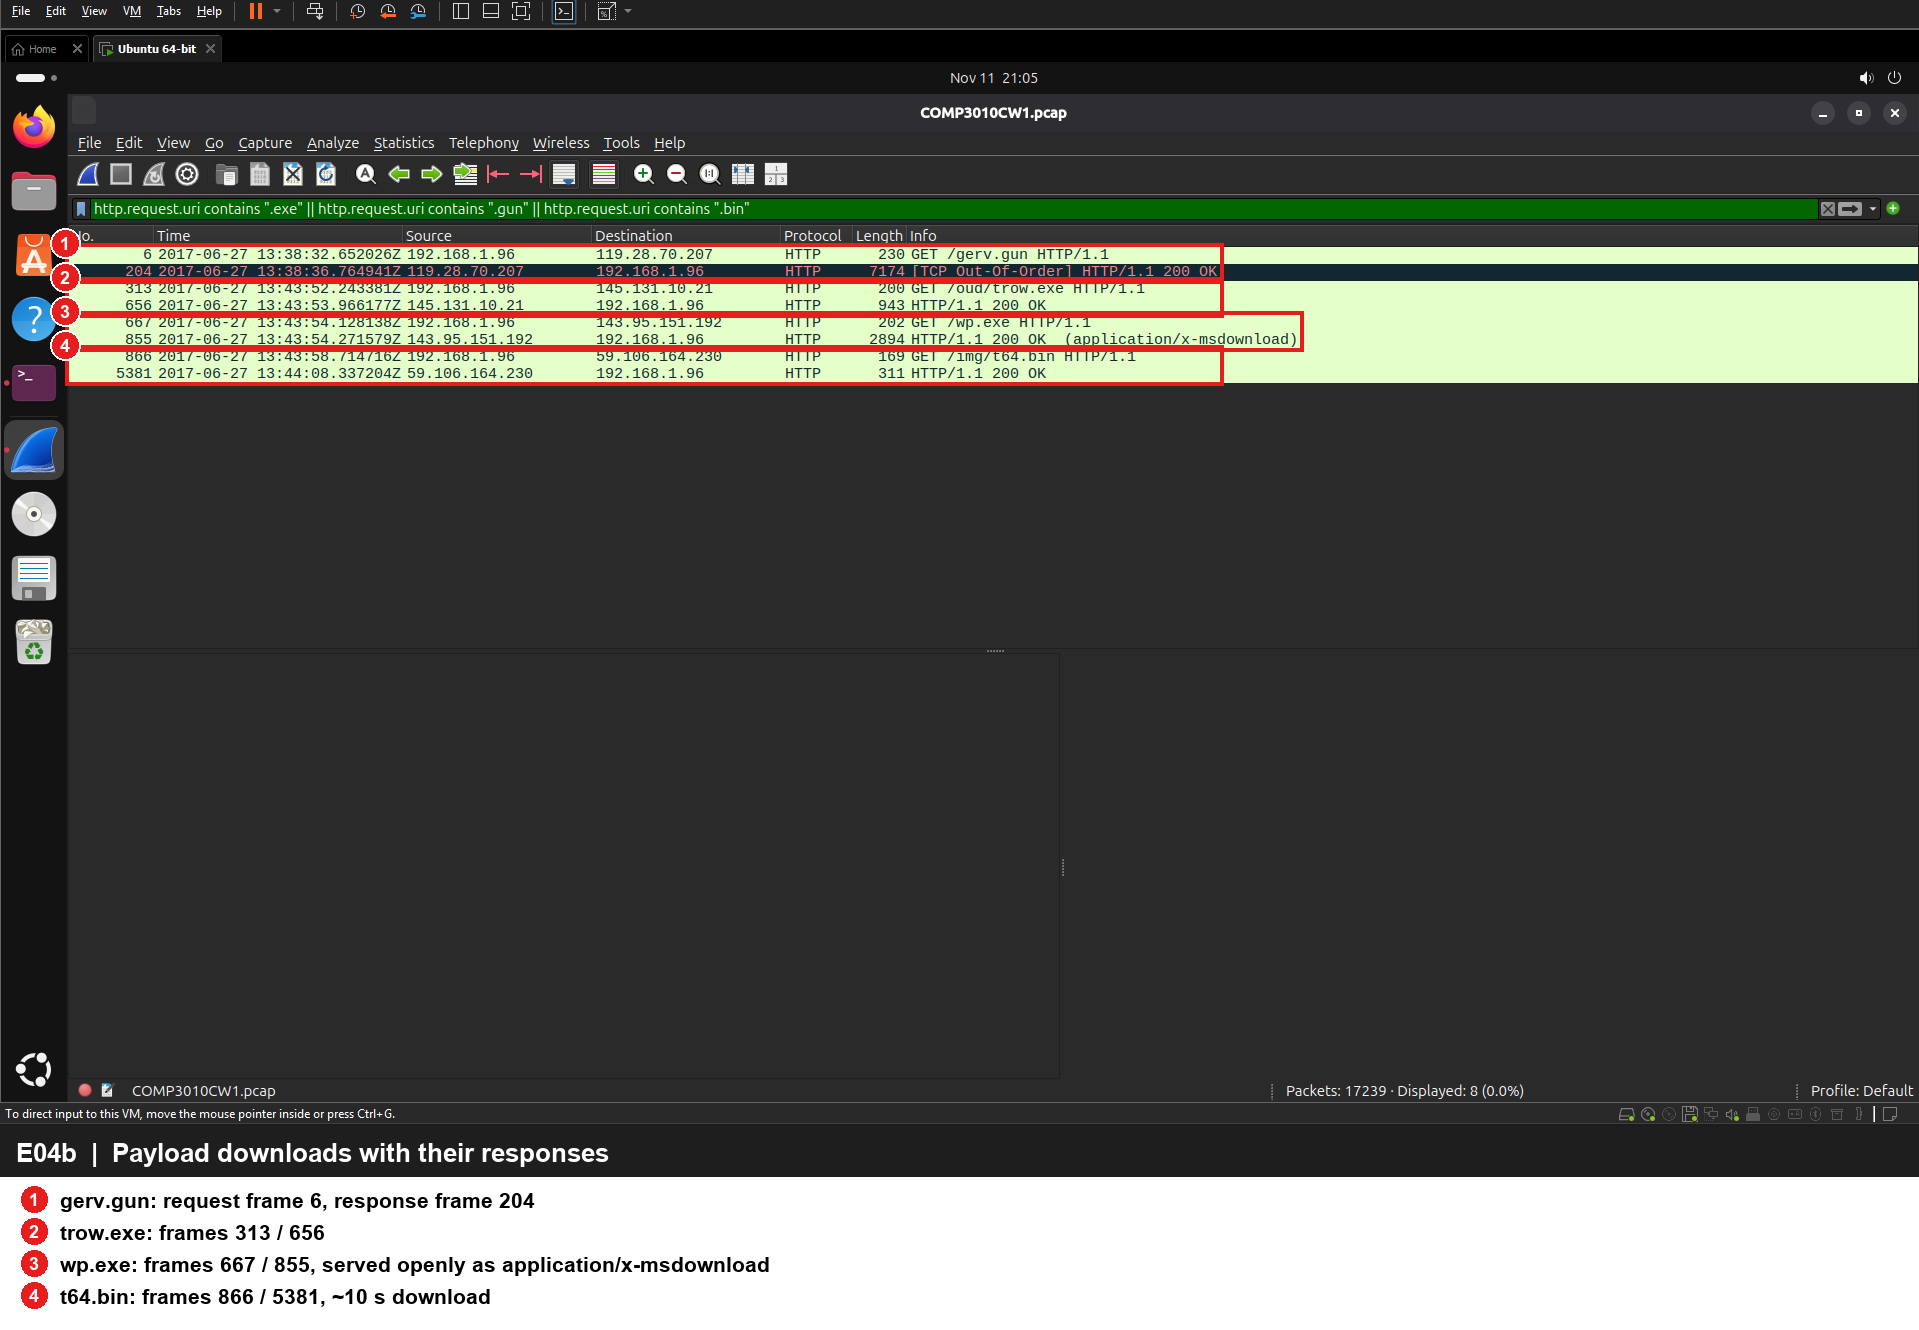 File Edit View VM Tabs Help
Home Ubuntu 64-bit
Nov 11 21:05
COMP3010CW1.pcap
File Edit View Go Capture Analyze Statistics Telephony Wireless Tools Help
http.request.uri contains ".exe" || http.request.uri contains ".gun" || http.request.uri contains ".bin"
No. Time Source Destination Protocol Length Info
1
6 2017-06-27 13:38:32.652026Z 192.168.1.96 119.28.70.207 HTTP 230 GET /gerv.gun HTTP/1.1
2
204 2017-06-27 13:38:36.764941Z 119.28.70.207 192.168.1.96 HTTP 7174 [TCP Out-Of-Order] HTTP/1.1 200 OK
313 2017-06-27 13:43:52.243381Z 192.168.1.96 145.131.10.21 HTTP 200 GET /oud/trow.exe HTTP/1.1
3
656 2017-06-27 13:43:53.966177Z 145.131.10.21 192.168.1.96 HTTP 943 HTTP/1.1 200 OK
667 2017-06-27 13:43:54.128138Z 192.168.1.96 143.95.151.192 HTTP 202 GET /wp.exe HTTP/1.1
4
855 2017-06-27 13:43:54.271579Z 143.95.151.192 192.168.1.96 HTTP 2894 HTTP/1.1 200 OK (application/x-msdownload)
866 2017-06-27 13:43:58.714716Z 192.168.1.96 59.106.164.230 HTTP 169 GET /img/t64.bin HTTP/1.1
5381 2017-06-27 13:44:08.337204Z 59.106.164.230 192.168.1.96 HTTP 311 HTTP/1.1 200 OK
COMP3010CW1.pcap Packets: 17239 · Displayed: 8 (0.0%) Profile: Default
To direct input to this VM, move the mouse pointer inside or press Ctrl+G.
E04b | Payload downloads with their responses
1 gerv.gun: request frame 6, response frame 204
2 trow.exe: frames 313 / 656
3 wp.exe: frames 667 / 855, served openly as application/x-msdownload
4 t64.bin: frames 866 / 5381, ~10 s download